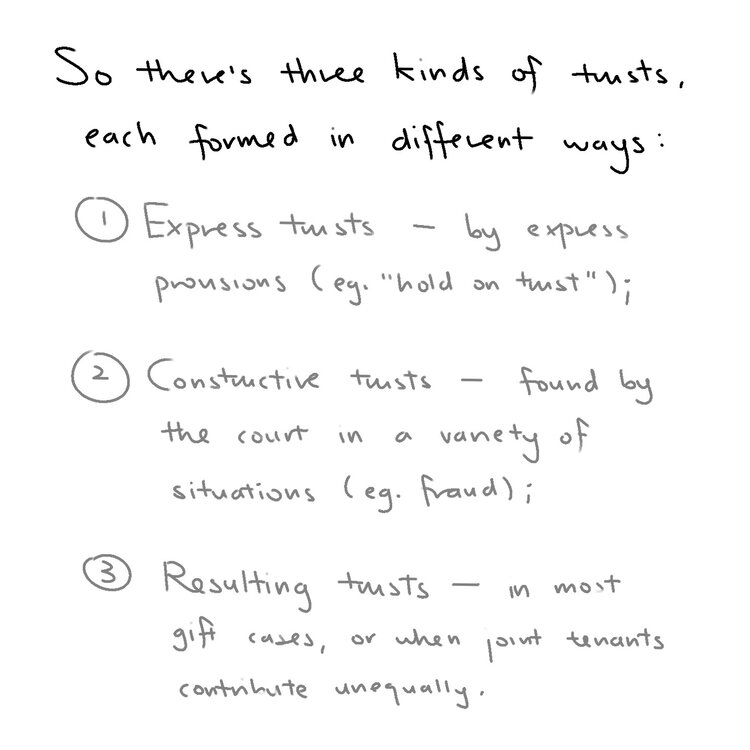 So there's three kinds of trusts,
each formed in different ways:
① Express trusts – by express
provisions (eg. "hold on trust");
② Constructive trusts – found by
the court in a variety of
situations (eg. fraud);
③ Resulting trusts – in most
gift cases, or when joint tenants
contribute unequally.